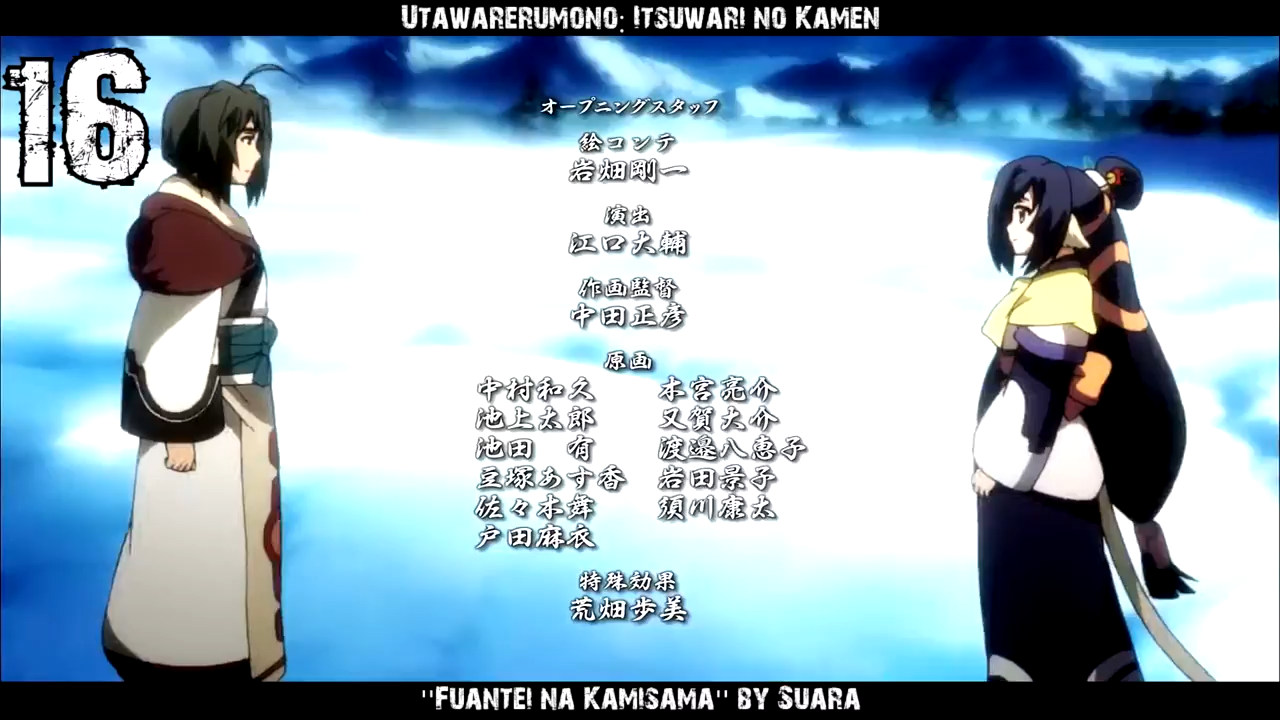 Utawarerumono: Itsuwari no Kamen
16
オープニングスタッフ
絵コンテ
岩畑剛一
演出
江口大輔
作画監督
中田正彦
原画
中村和久 木宮亮介
池上太郎 又賀大介
池田 有 渡邉八恵子
豆塚あす香 岩田景子
佐々木舞 須川康太
戸田麻衣
特殊効果
荒畑歩美
"Fuantei na Kamisama" by Suara